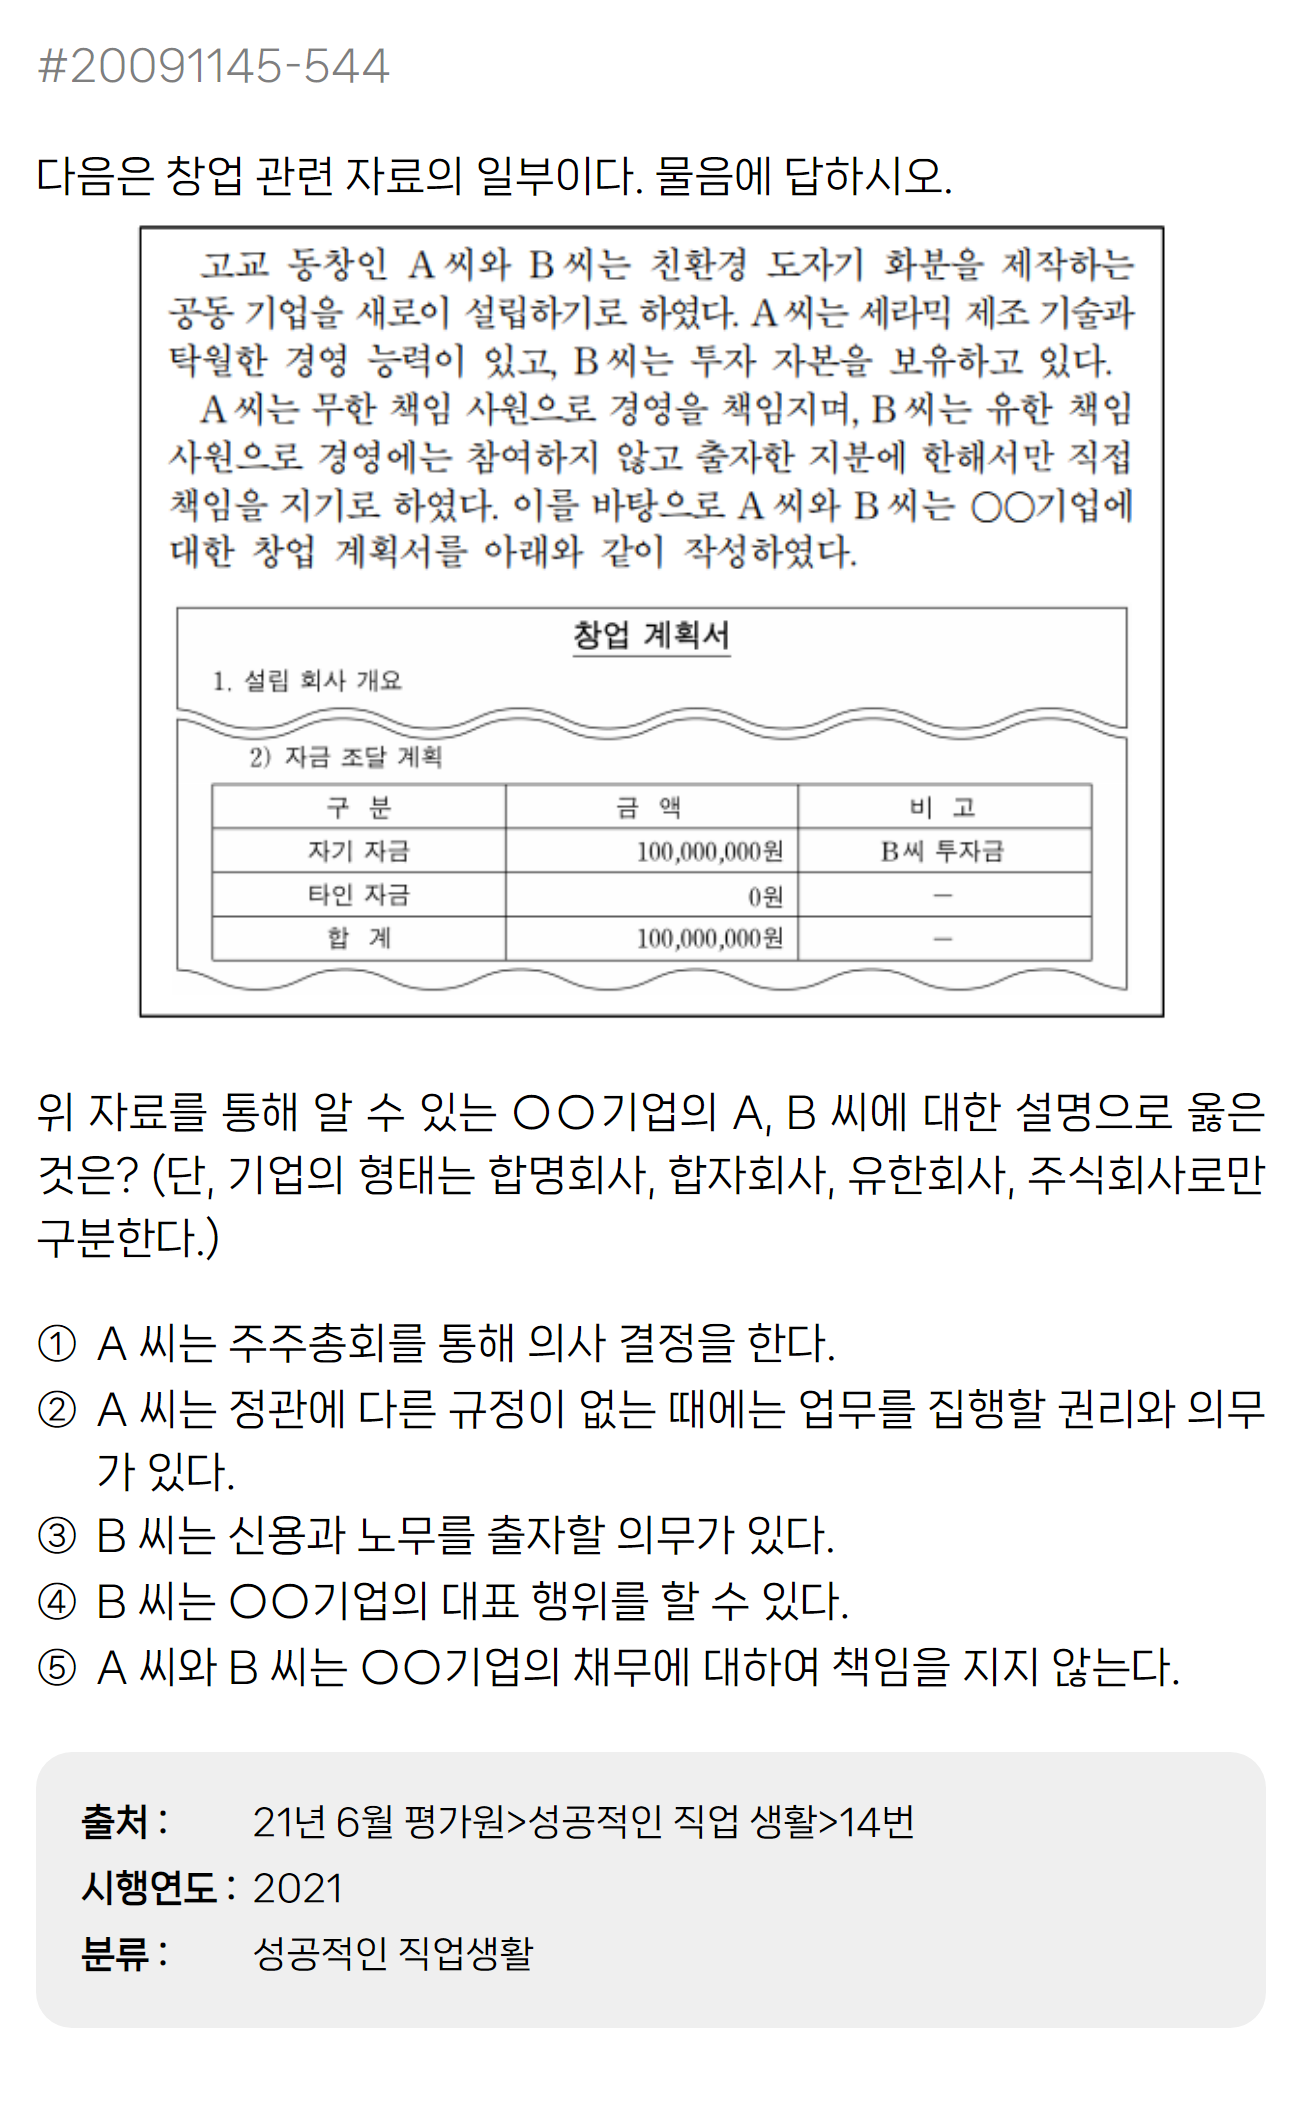 #20091145-544
다음은 창업 관련 자료의 일부이다. 물음에 답하시오.
고교 동창인 A씨와 B씨는 친환경 도자기 화분을 제작하는
공동 기업을 새로이 설립하기로 하였다. A씨는 세라믹 제조 기술과
탁월한 경영 능력이 있고, B씨는 투자 자본을 보유하고 있다.
A씨는 무한 책임 사원으로 경영을 책임지며, B씨는 유한 책임
사원으로 경영에는 참여하지 않고 출자한 지분에 한해서만 직접
책임을 지기로 하였다. 이를 바탕으로 A씨와 B씨는 ○○기업에
대한 창업 계획서를 아래와 같이 작성하였다.
창업 계획서
1. 설립 회사 개요
2) 자금 조달 계획
구 분 금 액 비 고
자기 자금 100,000,000원 B씨 투자금
타인 자금 0원 －
합 계 100,000,000원 －
위 자료를 통해 알 수 있는 ○○기업의 A, B 씨에 대한 설명으로 옳은
것은? (단, 기업의 형태는 합명회사, 합자회사, 유한회사, 주식회사로만
구분한다.)
① A 씨는 주주총회를 통해 의사 결정을 한다.
② A 씨는 정관에 다른 규정이 없는 때에는 업무를 집행할 권리와 의무
가 있다.
③ B 씨는 신용과 노무를 출자할 의무가 있다.
④ B 씨는 ○○기업의 대표 행위를 할 수 있다.
⑤ A 씨와 B 씨는 ○○기업의 채무에 대하여 책임을 지지 않는다.
출처 : 21년 6월 평가원>성공적인 직업 생활>14번
시행연도 : 2021
분류 : 성공적인 직업생활